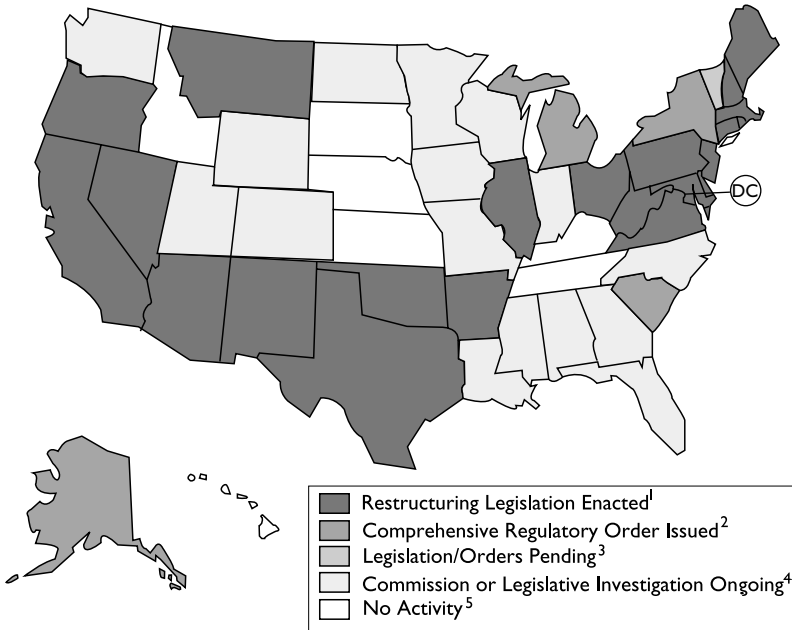 DC
Restructuring Legislation Enacted¹
Comprehensive Regulatory Order Issued²
Legislation/Orders Pending³
Commission or Legislative Investigation Ongoing⁴
No Activity⁵